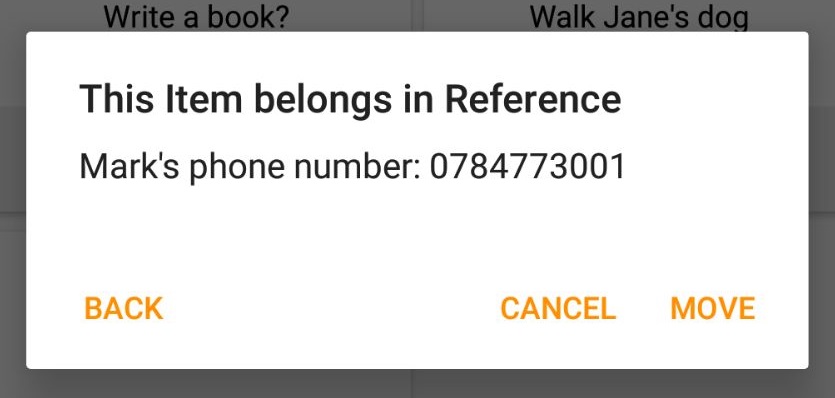 Write a book?
Walk Jane's dog
This Item belongs in Reference
Mark's phone number: 0784773001
BACK
CANCEL
MOVE